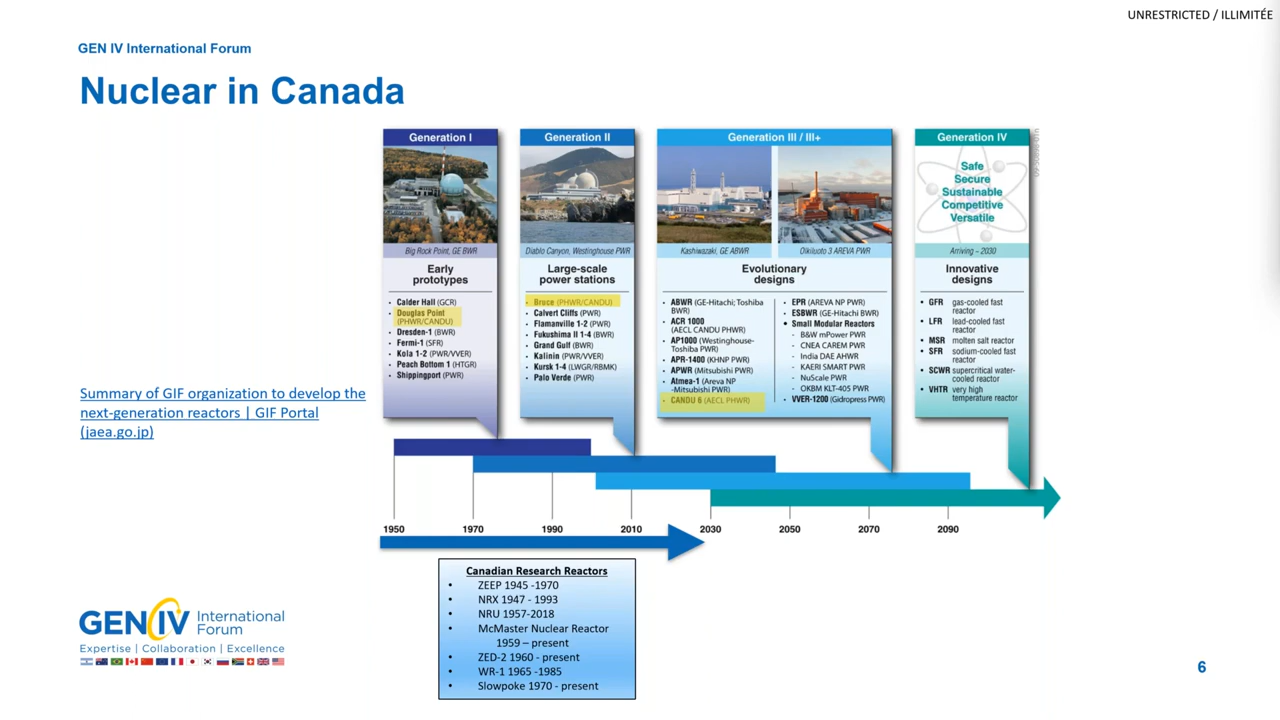 UNRESTRICTED / ILLIMITÉE
GEN IV International Forum
Nuclear in Canada
Generation I
Big Rock Point, GE BWR
Early
prototypes
• Calder Hall (GCR)
• Douglas Point
(PHWR/CANDU)
• Dresden-1 (BWR)
• Fermi-1 (SFR)
• Kola 1-2 (PWR/VVER)
• Peach Bottom 1 (HTGR)
• Shippingport (PWR)
Generation II
Diablo Canyon, Westinghouse PWR
Large-scale
power stations
• Bruce (PHWR/CANDU)
• Calvert Cliffs (PWR)
• Flamanville 1-2 (PWR)
• Fukushima II 1-4 (BWR)
• Grand Gulf (BWR)
• Kalinin (PWR/VVER)
• Kursk 1-4 (LWGR/RBMK)
• Palo Verde (PWR)
Generation III / III+
Kashiwazaki, GE ABWR
Olkiluoto 3 AREVA PWR
Evolutionary
designs
• ABWR (GE-Hitachi; Toshiba
BWR)
• ACR 1000
(AECL CANDU PHWR)
• AP1000 (Westinghouse-
Toshiba PWR)
• APR-1400 (KHNP PWR)
• APWR (Mitsubishi PWR)
• Atmea-1 (Areva NP
-Mitsubishi PWR)
• CANDU 6 (AECL PHWR)
• EPR (AREVA NP PWR)
• ESBWR (GE-Hitachi BWR)
• Small Modular Reactors
- B&W mPower PWR
- CNEA CAREM PWR
- India DAE AHWR
- KAERI SMART PWR
- NuScale PWR
- OKBM KLT-40S PWR
• VVER-1200 (Gidropress PWR)
Generation IV
Safe
Secure
Sustainable
Competitive
Versatile
Arriving ~ 2030
Innovative
designs
• GFR gas-cooled fast
reactor
• LFR lead-cooled fast
reactor
• MSR molten salt reactor
• SFR sodium-cooled fast
reactor
• SCWR supercritical water-
cooled reactor
• VHTR very high
temperature reactor
Summary of GIF organization to develop the
next-generation reactors | GIF Portal
(jaea.go.jp)
1950 1970 1990 2010 2030 2050 2070 2090
Canadian Research Reactors
• ZEEP 1945 -1970
• NRX 1947 - 1993
• NRU 1957-2018
• McMaster Nuclear Reactor
1959 – present
• ZED-2 1960 - present
• WR-1 1965 -1985
• Slowpoke 1970 - present
GEN IV International
Forum
Expertise | Collaboration | Excellence
6